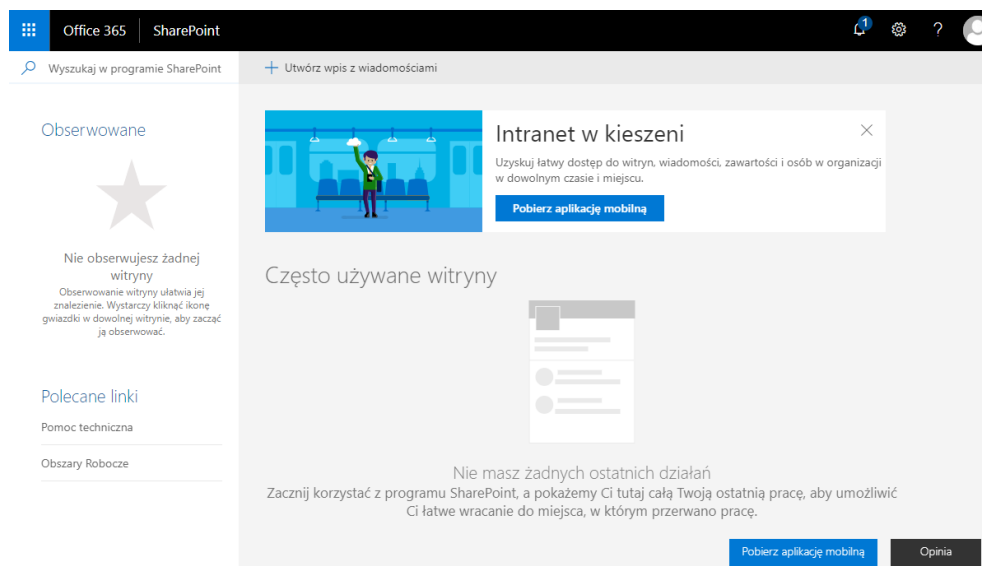 Office 365 SharePoint
1
?
Wyszukaj w programie SharePoint
Utwórz wpis z wiadomościami
Obserwowane
Nie obserwujesz żadnej
witryny
Obserwowanie witryny ułatwia jej
znalezienie. Wystarczy kliknąć ikonę
gwiazdki w dowolnej witrynie, aby zacząć
ją obserwować.
Polecane linki
Pomoc techniczna
Obszary Robocze
Intranet w kieszeni
Uzyskuj łatwy dostęp do witryn, wiadomości, zawartości i osób w organizacji
w dowolnym czasie i miejscu.
Pobierz aplikację mobilną
Często używane witryny
Nie masz żadnych ostatnich działań
Zacznij korzystać z programu SharePoint, a pokażemy Ci tutaj całą Twoją ostatnią pracę, aby umożliwić
Ci łatwe wracanie do miejsca, w którym przerwano pracę.
Pobierz aplikację mobilną
Opinia